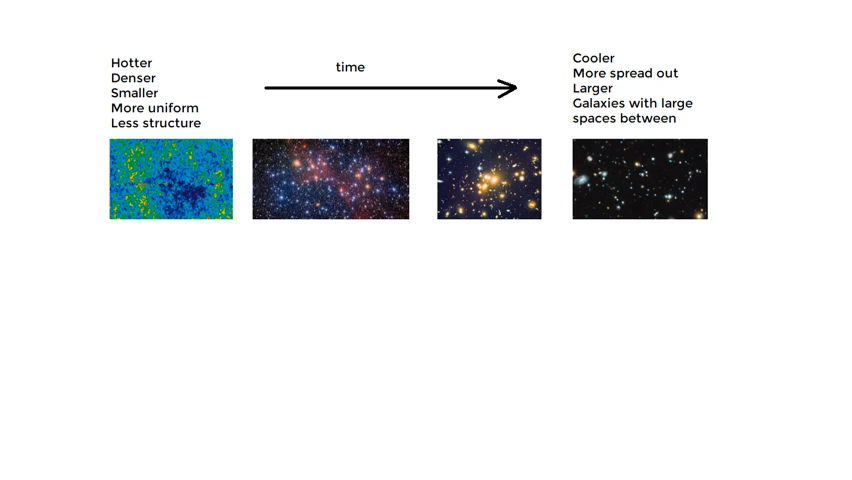 Hotter
Denser
Smaller
More uniform
Less structure
time
Cooler
More spread out
Larger
Galaxies with large
spaces between